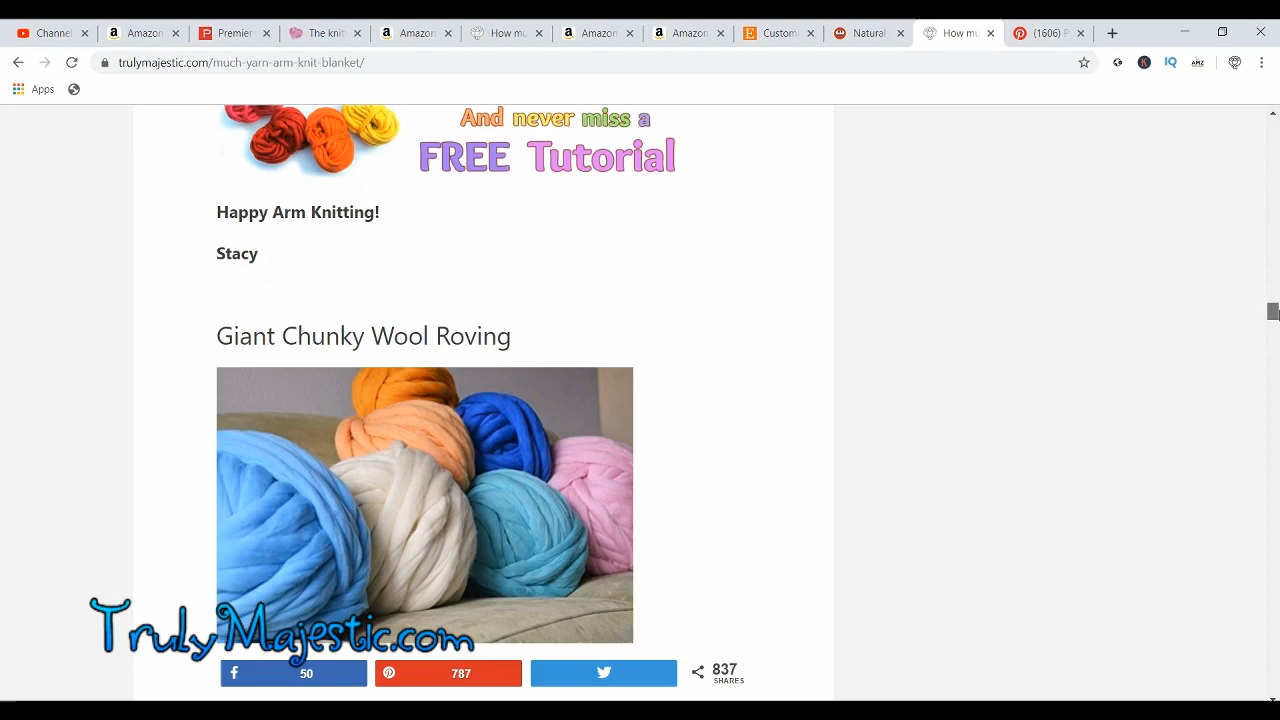 Channel
Amazon
Premier
The knit
Amazon
How mu
Amazon
Amazon
Custom
Natural
How mu
(1606) P
trulymajestic.com/much-yarn-arm-knit-blanket/
Apps
And never miss a
FREE Tutorial
Happy Arm Knitting!
Stacy
Giant Chunky Wool Roving
TrulyMajestic.com
50
787
837
SHARES